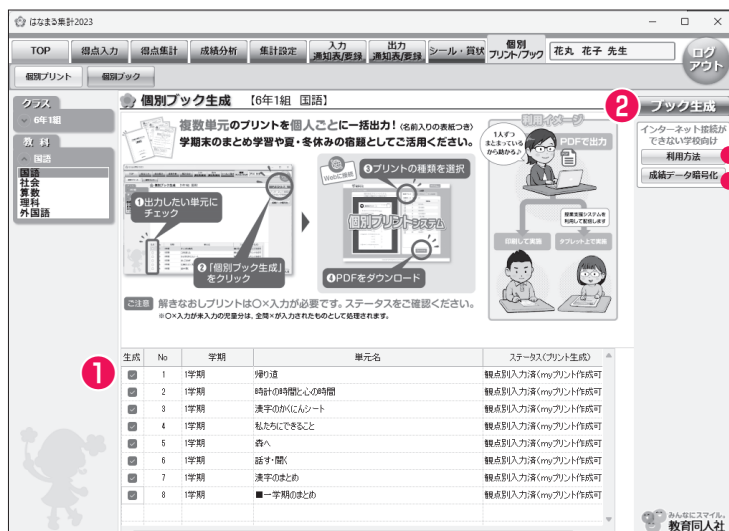 はなまる集計2023
TOP
得点入力
得点集計
成績分析
集計設定
入力
通知表/要録
出力
通知表/要録
シール・賞状
個別
プリント/ブック
花丸 花子 先生
ログ
アウト
個別プリント
個別ブック
クラス
6年1組
教 科
国語
国語
社会
算数
理科
外国語
個別ブック生成 【6年1組 国語】
複数単元のプリントを個人ごとに一括出力!(名前入りの表紙つき)
学期末のまとめ学習や夏・冬休みの宿題としてご活用ください。
❶出力したい単元に
チェック
❷「個別ブック生成」
をクリック
Webに接続
❸プリントの種類を選択
個別プリントシステム
❹PDFをダウンロード
利用イメージ
1人ずつ
まとまっている
から助かる♪
PDFで出力
授業支援システムを
利用して配信します
印刷して実施
タブレット上で実施
ご注意 解きなおしプリントは○×入力が必要です。ステータスをご確認ください。
※○×入力が未入力の児童分は、全問×が入力されたものとして処理されます。
2
ブック生成
インターネット接続が
できない学校向け
利用方法
成績データ暗号化
1
生成 No 学期 単元名 ステータス(プリント生成)
1 1学期 帰り道 観点別入力済(myプリント作成可
2 1学期 時計の時間と心の時間 観点別入力済(myプリント作成可
3 1学期 漢字のかくにんシート 観点別入力済(myプリント作成可
4 1学期 私たちにできること 観点別入力済(myプリント作成可
5 1学期 森へ 観点別入力済(myプリント作成可
6 1学期 話す・聞く 観点別入力済(myプリント作成可
7 1学期 漢字のまとめ 観点別入力済(myプリント作成可
8 1学期 ■一学期のまとめ 観点別入力済(myプリント作成可
みんなにスマイル。
教育同人社